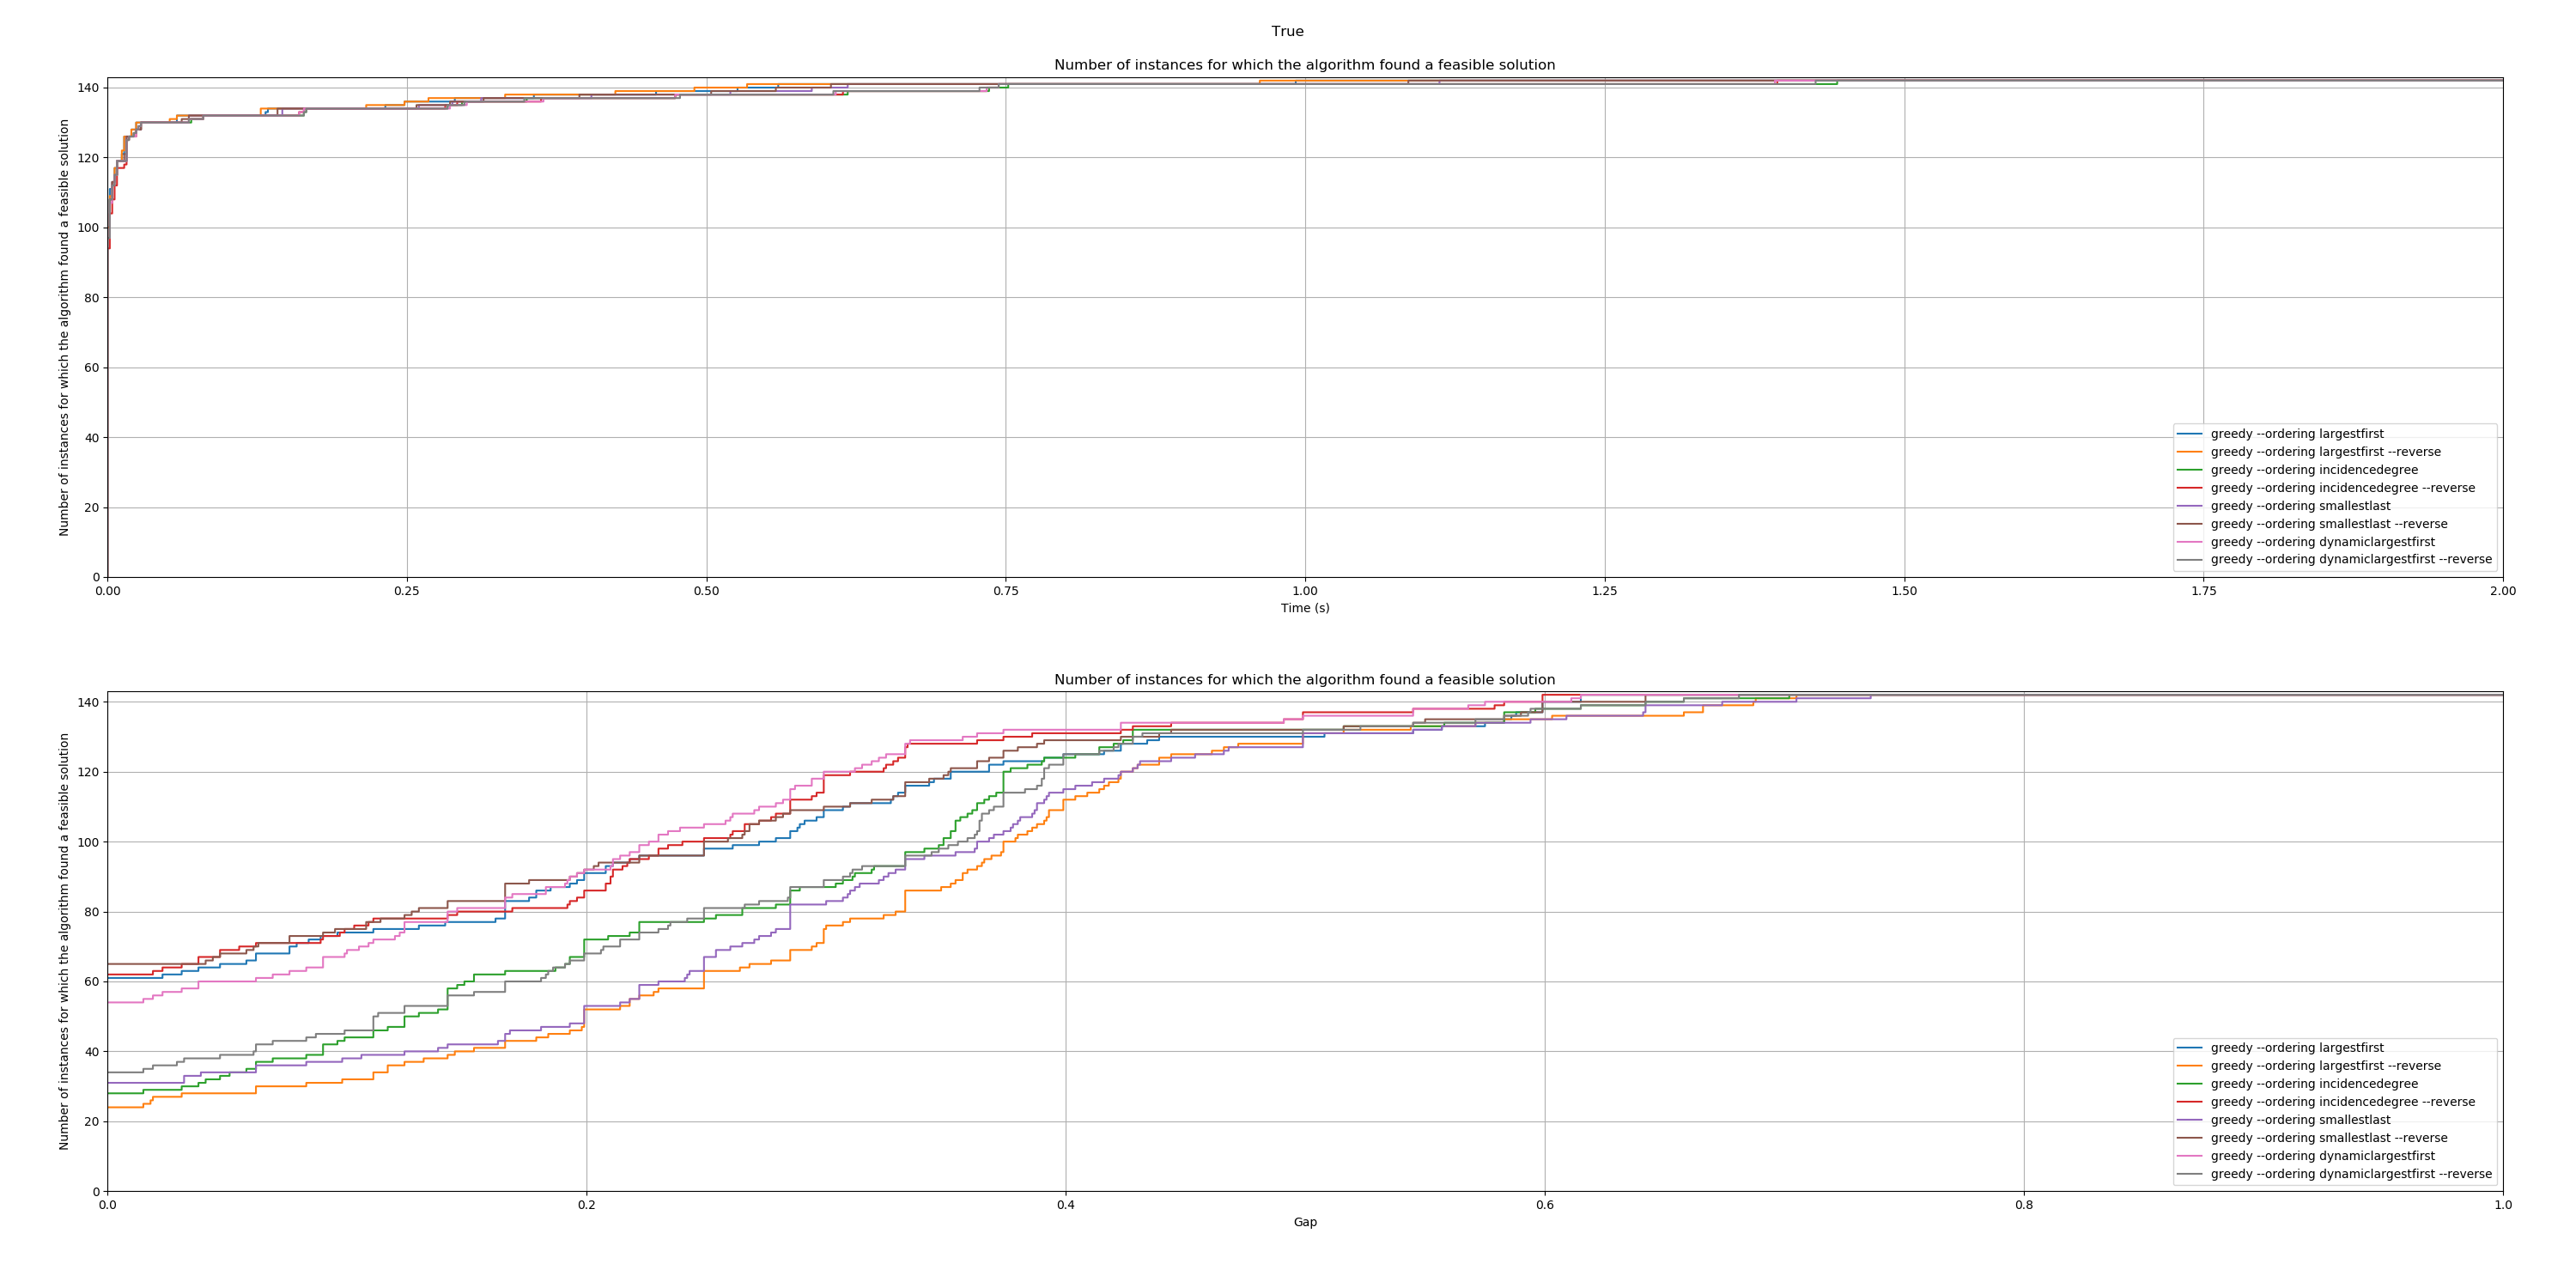 True
Number of instances for which the algorithm found a feasible solution
Number of instances for which the algorithm found a feasible solution
140
120
100
80
60
40
20
0
0.00 0.25 0.50 0.75 1.00 1.25 1.50 1.75 2.00
Time (s)
greedy --ordering largestfirst
greedy --ordering largestfirst --reverse
greedy --ordering incidencedegree
greedy --ordering incidencedegree --reverse
greedy --ordering smallestlast
greedy --ordering smallestlast --reverse
greedy --ordering dynamiclargestfirst
greedy --ordering dynamiclargestfirst --reverse
Number of instances for which the algorithm found a feasible solution
Number of instances for which the algorithm found a feasible solution
140
120
100
80
60
40
20
0
0.0 0.2 0.4 0.6 0.8 1.0
Gap
greedy --ordering largestfirst
greedy --ordering largestfirst --reverse
greedy --ordering incidencedegree
greedy --ordering incidencedegree --reverse
greedy --ordering smallestlast
greedy --ordering smallestlast --reverse
greedy --ordering dynamiclargestfirst
greedy --ordering dynamiclargestfirst --reverse